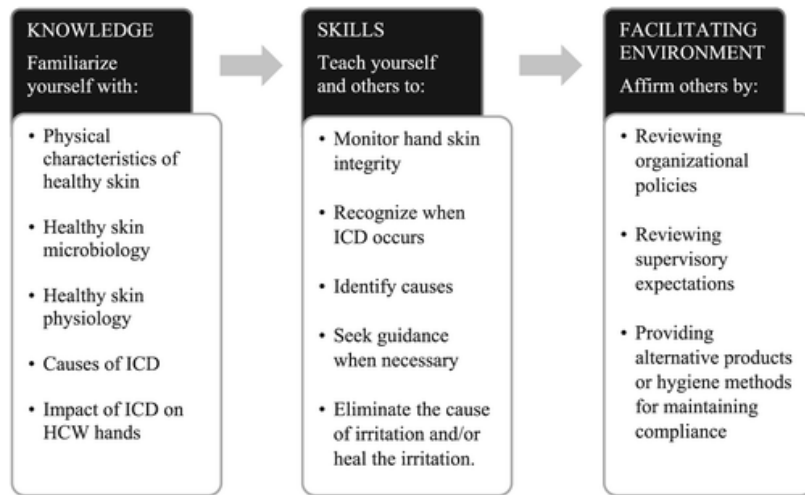 KNOWLEDGE
Familiarize
yourself with:
• Physical
characteristics of
healthy skin
• Healthy skin
microbiology
• Healthy skin
physiology
• Causes of ICD
• Impact of ICD on
HCW hands
SKILLS
Teach yourself
and others to:
• Monitor hand skin
integrity
• Recognize when
ICD occurs
• Identify causes
• Seek guidance
when necessary
• Eliminate the cause
of irritation and/or
heal the irritation.
FACILITATING
ENVIRONMENT
Affirm others by:
• Reviewing
organizational
policies
• Reviewing
supervisory
expectations
• Providing
alternative products
or hygiene methods
for maintaining
compliance